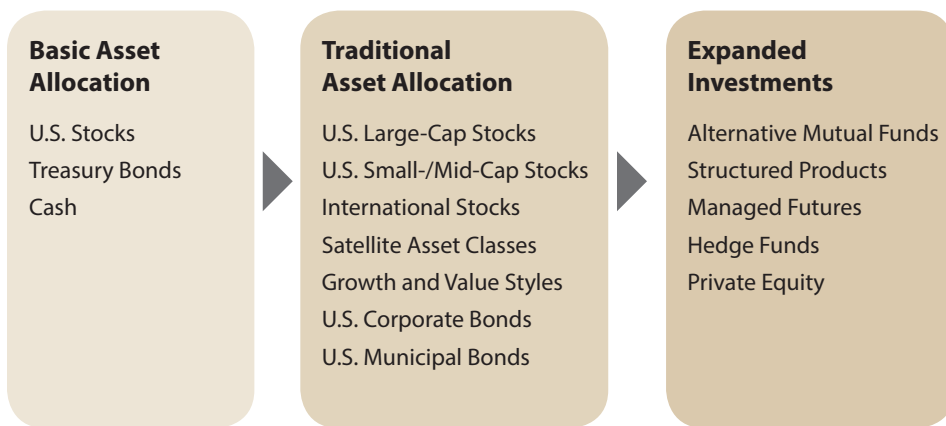 Basic Asset
Allocation
U.S. Stocks
Treasury Bonds
Cash
Traditional
Asset Allocation
U.S. Large-Cap Stocks
U.S. Small-/Mid-Cap Stocks
International Stocks
Satellite Asset Classes
Growth and Value Styles
U.S. Corporate Bonds
U.S. Municipal Bonds
Expanded
Investments
Alternative Mutual Funds
Structured Products
Managed Futures
Hedge Funds
Private Equity